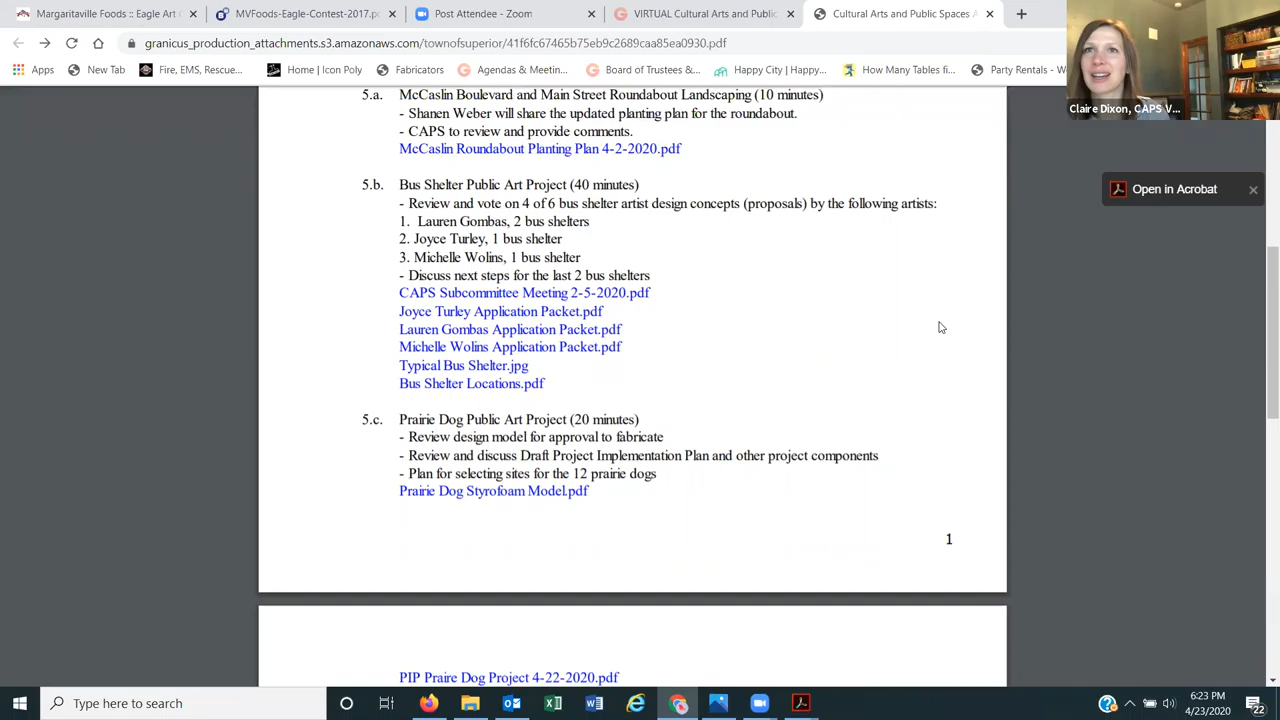 Margaritaville Foods :: Eagle Art
MVFoods-Eagle-Contest-2017.pc
Post Attendee - Zoom
VIRTUAL Cultural Arts and Public
Cultural Arts and Public Spaces A
granicus_production_attachments.s3.amazonaws.com/townofsuperior/41f6fc67465b75eb9c2689caa85ea0930.pdf
Apps
New Tab
Fire, EMS, Rescue...
Home | Icon Poly
Fabricators
Agendas & Meetin...
Board of Trustees &...
Happy City | Happy...
How Many Tables fi...
Party Rentals - We
Claire Dixon, CAPS V...
Open in Acrobat
5.a. McCaslin Boulevard and Main Street Roundabout Landscaping (10 minutes)
- Shanen Weber will share the updated planting plan for the roundabout.
- CAPS to review and provide comments.
McCaslin Roundabout Planting Plan 4-2-2020.pdf
5.b. Bus Shelter Public Art Project (40 minutes)
- Review and vote on 4 of 6 bus shelter artist design concepts (proposals) by the following artists:
1. Lauren Gombas, 2 bus shelters
2. Joyce Turley, 1 bus shelter
3. Michelle Wolins, 1 bus shelter
- Discuss next steps for the last 2 bus shelters
CAPS Subcommittee Meeting 2-5-2020.pdf
Joyce Turley Application Packet.pdf
Lauren Gombas Application Packet.pdf
Michelle Wolins Application Packet.pdf
Typical Bus Shelter.jpg
Bus Shelter Locations.pdf
5.c. Prairie Dog Public Art Project (20 minutes)
- Review design model for approval to fabricate
- Review and discuss Draft Project Implementation Plan and other project components
- Plan for selecting sites for the 12 prairie dogs
Prairie Dog Styrofoam Model.pdf
1
PIP Praire Dog Project 4-22-2020.pdf
Type here to search
6:23 PM
4/23/2020
22